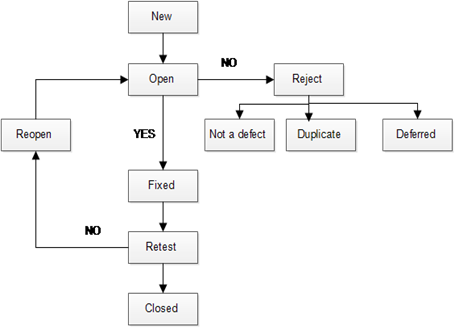 New
NO
Open
Reject
Reopen
YES
Not a defect
Duplicate
Deferred
Fixed
NO
Retest
Closed